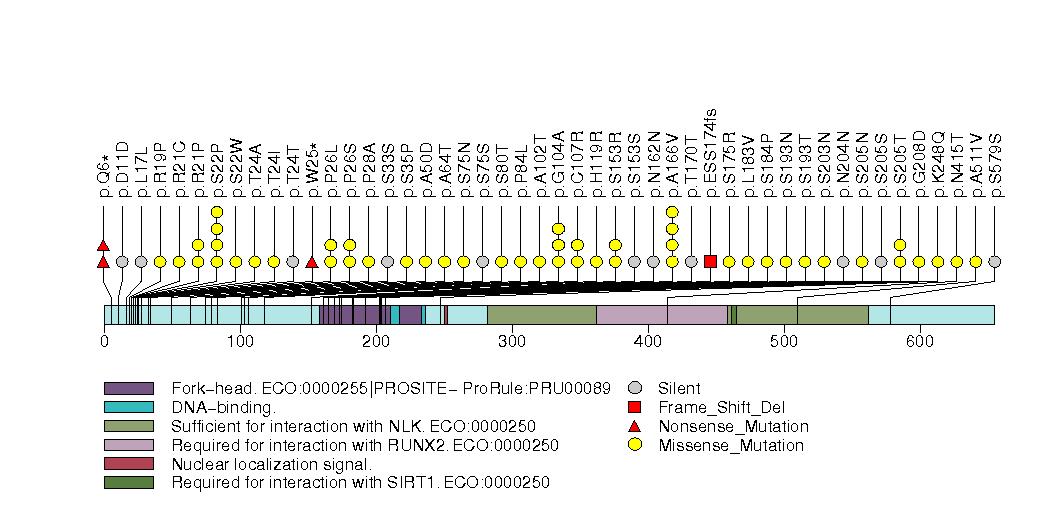 p.Q6*
p.D11D
p.L17L
p.R19P
p.R21C
p.R21P
p.S22P
p.S22W
p.T24A
p.T24I
p.T24T
p.W25*
p.P26L
p.P26S
p.P28A
p.S33S
p.S35P
p.A50D
p.A64T
p.S75N
p.S75S
p.S80T
p.P84L
p.A102T
p.G104A
p.C107R
p.H119R
p.S153R
p.S153S
p.N162N
p.A166V
p.T170T
p.ESS174fs
p.S175R
p.L183V
p.S184P
p.S193N
p.S193T
p.S203N
p.N204N
p.S205N
p.S205S
p.S205T
p.G208D
p.K248Q
p.N415T
p.A511V
p.S579S
0 100 200 300 400 500 600
Fork-head. ECO:0000255|PROSITE- ProRule:PRU00089
DNA-binding.
Sufficient for interaction with NLK. ECO:0000250
Required for interaction with RUNX2. ECO:0000250
Nuclear localization signal.
Required for interaction with SIRT1. ECO:0000250
Silent
Frame_Shift_Del
Nonsense_Mutation
Missense_Mutation